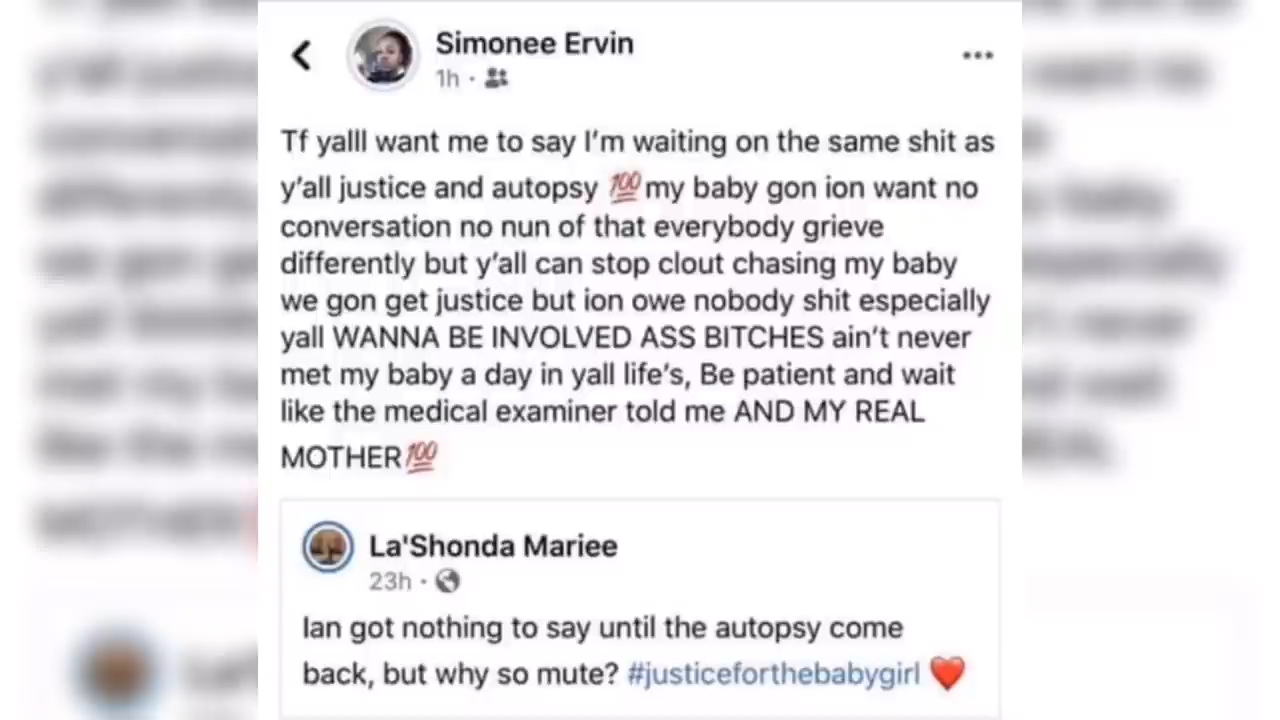 Simonee Ervin
1h ·
Tf yalll want me to say I'm waiting on the same shit as
y'all justice and autopsy 💯 my baby gon ion want no
conversation no nun of that everybody grieve
differently but y'all can stop clout chasing my baby
we gon get justice but ion owe nobody shit especially
yall WANNA BE INVOLVED ASS BITCHES ain't never
met my baby a day in yall life's, Be patient and wait
like the medical examiner told me AND MY REAL
MOTHER💯
La'Shonda Mariee
23h ·
Ian got nothing to say until the autopsy come
back, but why so mute? #justiceforthebabygirl ❤️